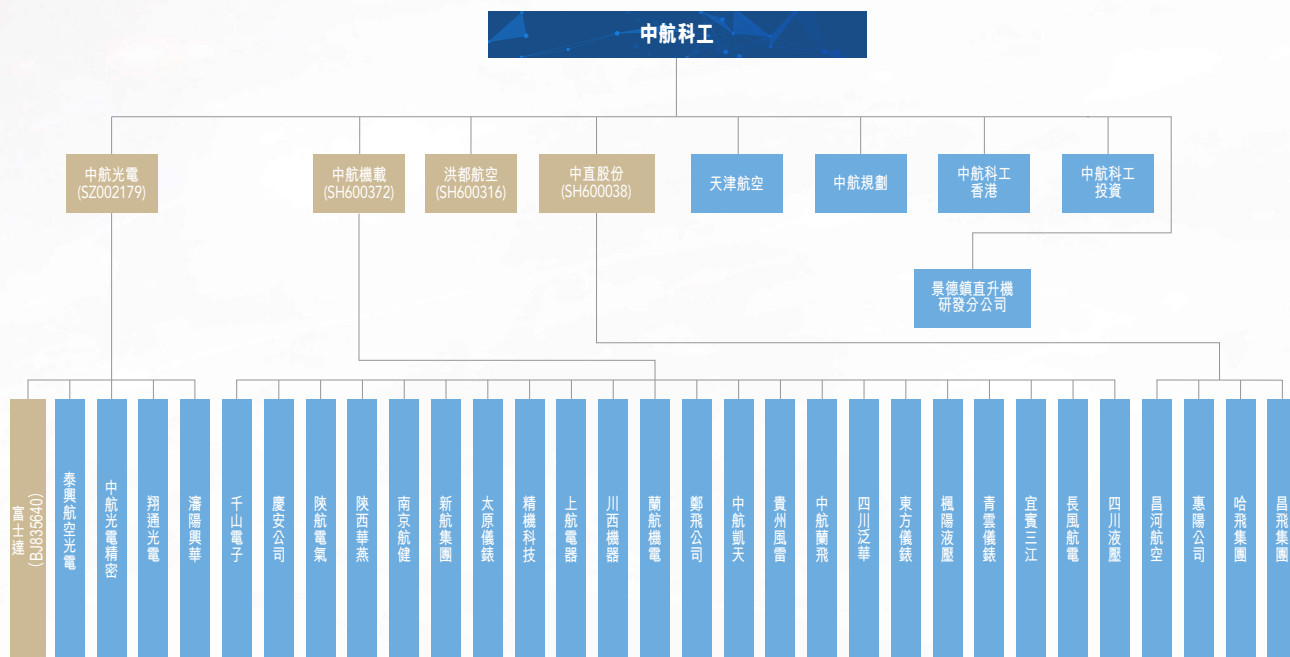 中航科工
中航光電
(SZ002179)
中航機載
(SH600372)
洪都航空
(SH600316)
中直股份
(SH600038)
天津航空
中航規劃
中航科工
香港
中航科工
投資
景德鎮直升機
研發分公司
富士達
(BJ835640)
泰興航空光電
中航光電精密
翔通光電
瀋陽興華
千山電子
慶安公司
陝航電氣
陝西華燕
南京航健
新航集團
太原儀錶
精機科技
上航電器
川西機器
蘭航機電
鄭飛公司
中航凱天
貴州風雷
中航蘭飛
四川泛華
東方儀錶
楓陽液壓
青雲儀錶
宜賓三江
長風航電
四川液壓
昌河航空
惠陽公司
哈飛集團
昌飛集團